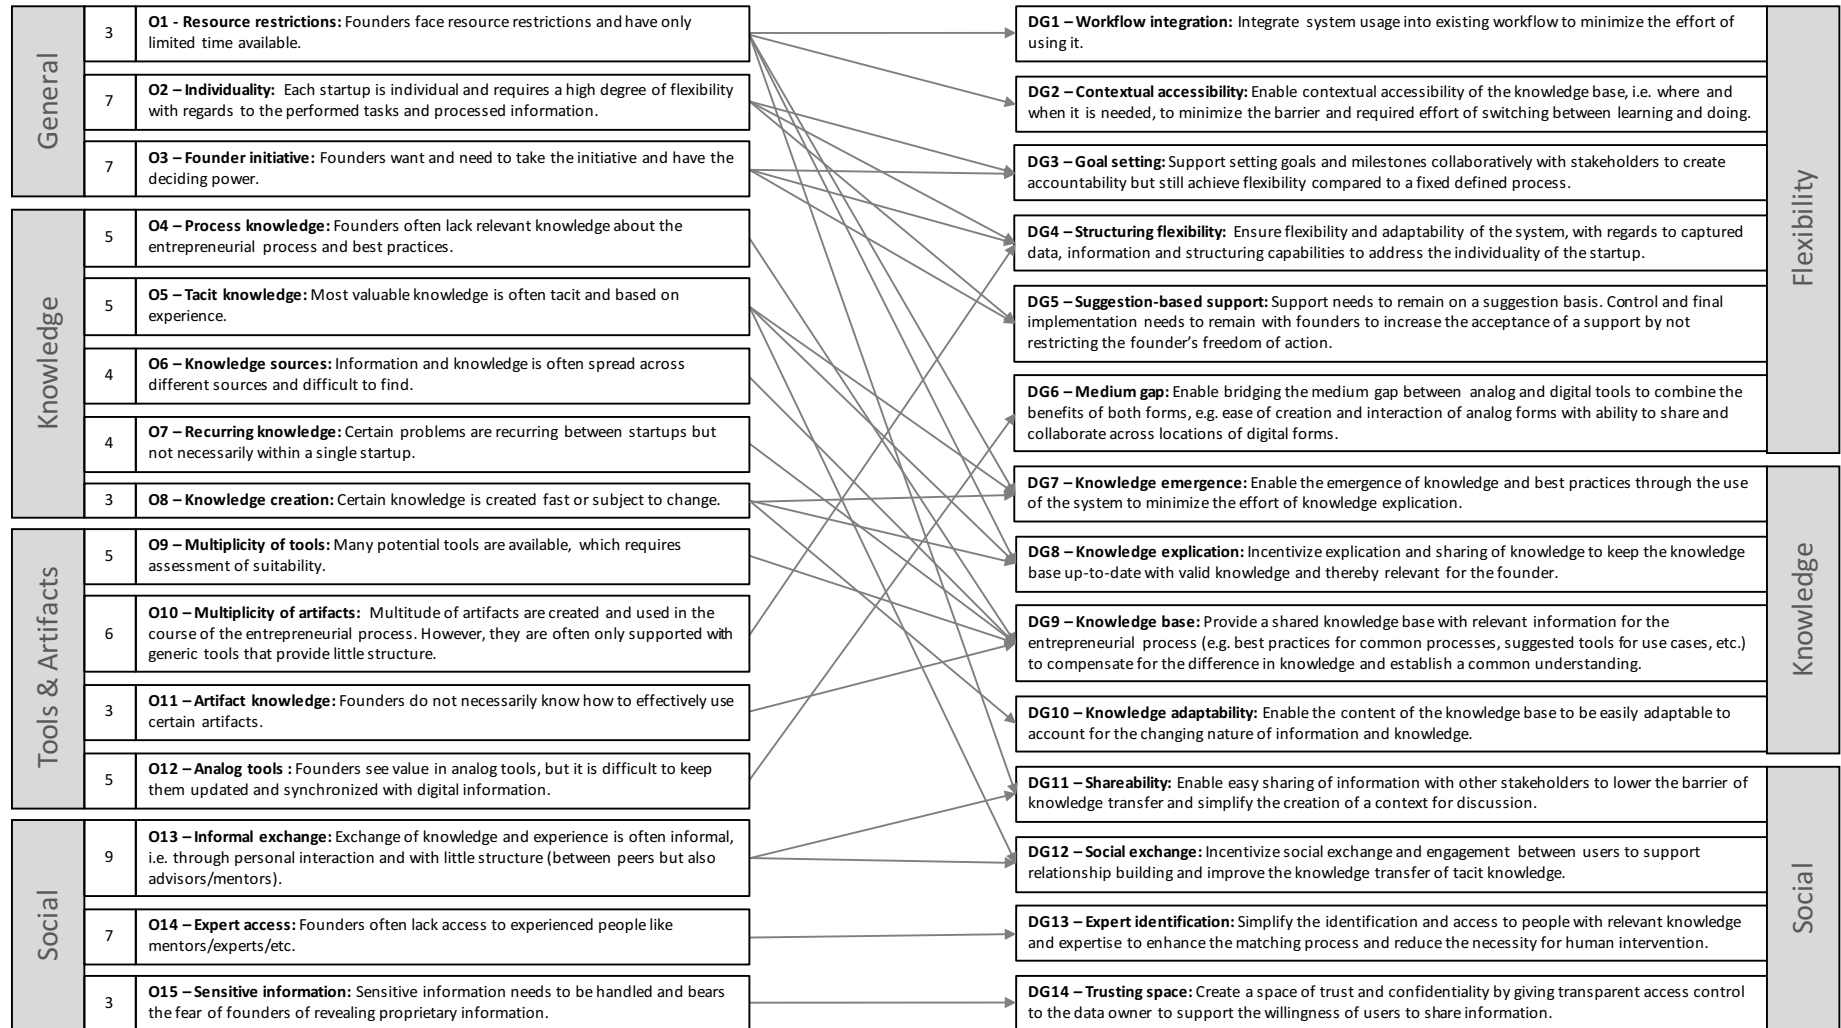 General
3
O1 - Resource restrictions: Founders face resource restrictions and have only
limited time available.
7
O2 – Individuality: Each startup is individual and requires a high degree of flexibility
with regards to the performed tasks and processed information.
7
O3 – Founder initiative: Founders want and need to take the initiative and have the
deciding power.
Knowledge
5
O4 – Process knowledge: Founders often lack relevant knowledge about the
entrepreneurial process and best practices.
5
O5 – Tacit knowledge: Most valuable knowledge is often tacit and based on
experience.
4
O6 – Knowledge sources: Information and knowledge is often spread across
different sources and difficult to find.
4
O7 – Recurring knowledge: Certain problems are recurring between startups but
not necessarily within a single startup.
3
O8 – Knowledge creation: Certain knowledge is created fast or subject to change.
Tools & Artifacts
5
O9 – Multiplicity of tools: Many potential tools are available, which requires
assessment of suitability.
6
O10 – Multiplicity of artifacts: Multitude of artifacts are created and used in the
course of the entrepreneurial process. However, they are often only supported with
generic tools that provide little structure.
3
O11 – Artifact knowledge: Founders do not necessarily know how to effectively use
certain artifacts.
5
O12 – Analog tools : Founders see value in analog tools, but it is difficult to keep
them updated and synchronized with digital information.
Social
9
O13 – Informal exchange: Exchange of knowledge and experience is often informal,
i.e. through personal interaction and with little structure (between peers but also
advisors/mentors).
7
O14 – Expert access: Founders often lack access to experienced people like
mentors/experts/etc.
3
O15 – Sensitive information: Sensitive information needs to be handled and bears
the fear of founders of revealing proprietary information.
DG1 – Workflow integration: Integrate system usage into existing workflow to minimize the effort of
using it.
DG2 – Contextual accessibility: Enable contextual accessibility of the knowledge base, i.e. where and
when it is needed, to minimize the barrier and required effort of switching between learning and doing.
DG3 – Goal setting: Support setting goals and milestones collaboratively with stakeholders to create
accountability but still achieve flexibility compared to a fixed defined process.
DG4 – Structuring flexibility: Ensure flexibility and adaptability of the system, with regards to captured
data, information and structuring capabilities to address the individuality of the startup.
DG5 – Suggestion-based support: Support needs to remain on a suggestion basis. Control and final
implementation needs to remain with founders to increase the acceptance of a support by not
restricting the founder's freedom of action.
DG6 – Medium gap: Enable bridging the medium gap between analog and digital tools to combine the
benefits of both forms, e.g. ease of creation and interaction of analog forms with ability to share and
collaborate across locations of digital forms.
Flexibility
DG7 – Knowledge emergence: Enable the emergence of knowledge and best practices through the use
of the system to minimize the effort of knowledge explication.
DG8 – Knowledge explication: Incentivize explication and sharing of knowledge to keep the knowledge
base up-to-date with valid knowledge and thereby relevant for the founder.
DG9 – Knowledge base: Provide a shared knowledge base with relevant information for the
entrepreneurial process (e.g. best practices for common processes, suggested tools for use cases, etc.)
to compensate for the difference in knowledge and establish a common understanding.
DG10 – Knowledge adaptability: Enable the content of the knowledge base to be easily adaptable to
account for the changing nature of information and knowledge.
Knowledge
DG11 – Shareability: Enable easy sharing of information with other stakeholders to lower the barrier of
knowledge transfer and simplify the creation of a context for discussion.
DG12 – Social exchange: Incentivize social exchange and engagement between users to support
relationship building and improve the knowledge transfer of tacit knowledge.
DG13 – Expert identification: Simplify the identification and access to people with relevant knowledge
and expertise to enhance the matching process and reduce the necessity for human intervention.
DG14 – Trusting space: Create a space of trust and confidentiality by giving transparent access control
to the data owner to support the willingness of users to share information.
Social